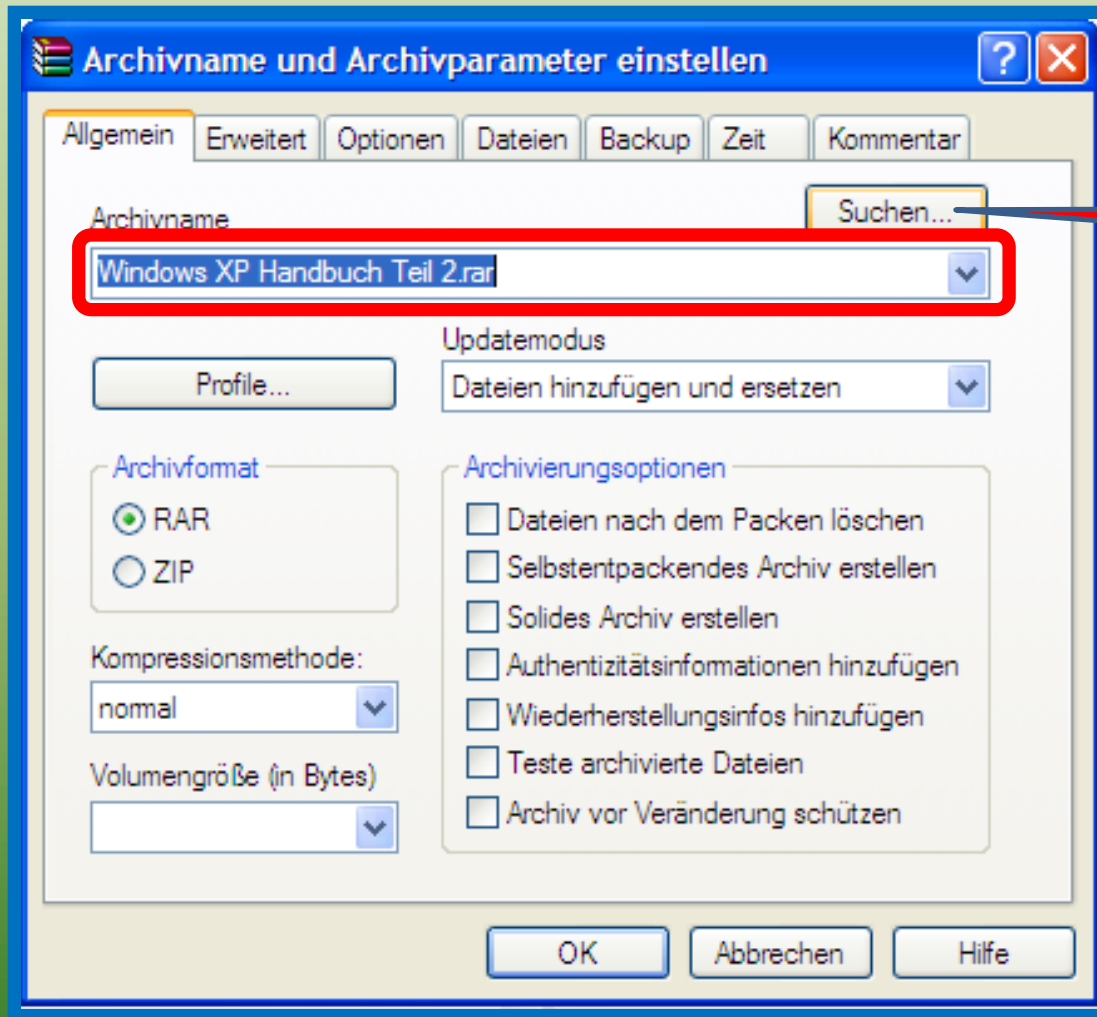 Archivname und Archivparameter einstellen
Allgemein Erweitert Optionen Dateien Backup Zeit Kommentar
Archivname
Suchen...
Windows XP Handbuch Teil 2.rar
Updatemodus
Profile...
Dateien hinzufügen und ersetzen
Archivformat
RAR
ZIP
Kompressionsmethode:
normal
Volumengröße (in Bytes)
Archivierungsoptionen
Dateien nach dem Packen löschen
Selbstentpackendes Archiv erstellen
Solides Archiv erstellen
Authentizitätsinformationen hinzufügen
Wiederherstellungsinfos hinzufügen
Teste archivierte Dateien
Archiv vor Veränderung schützen
OK Abbrechen Hilfe